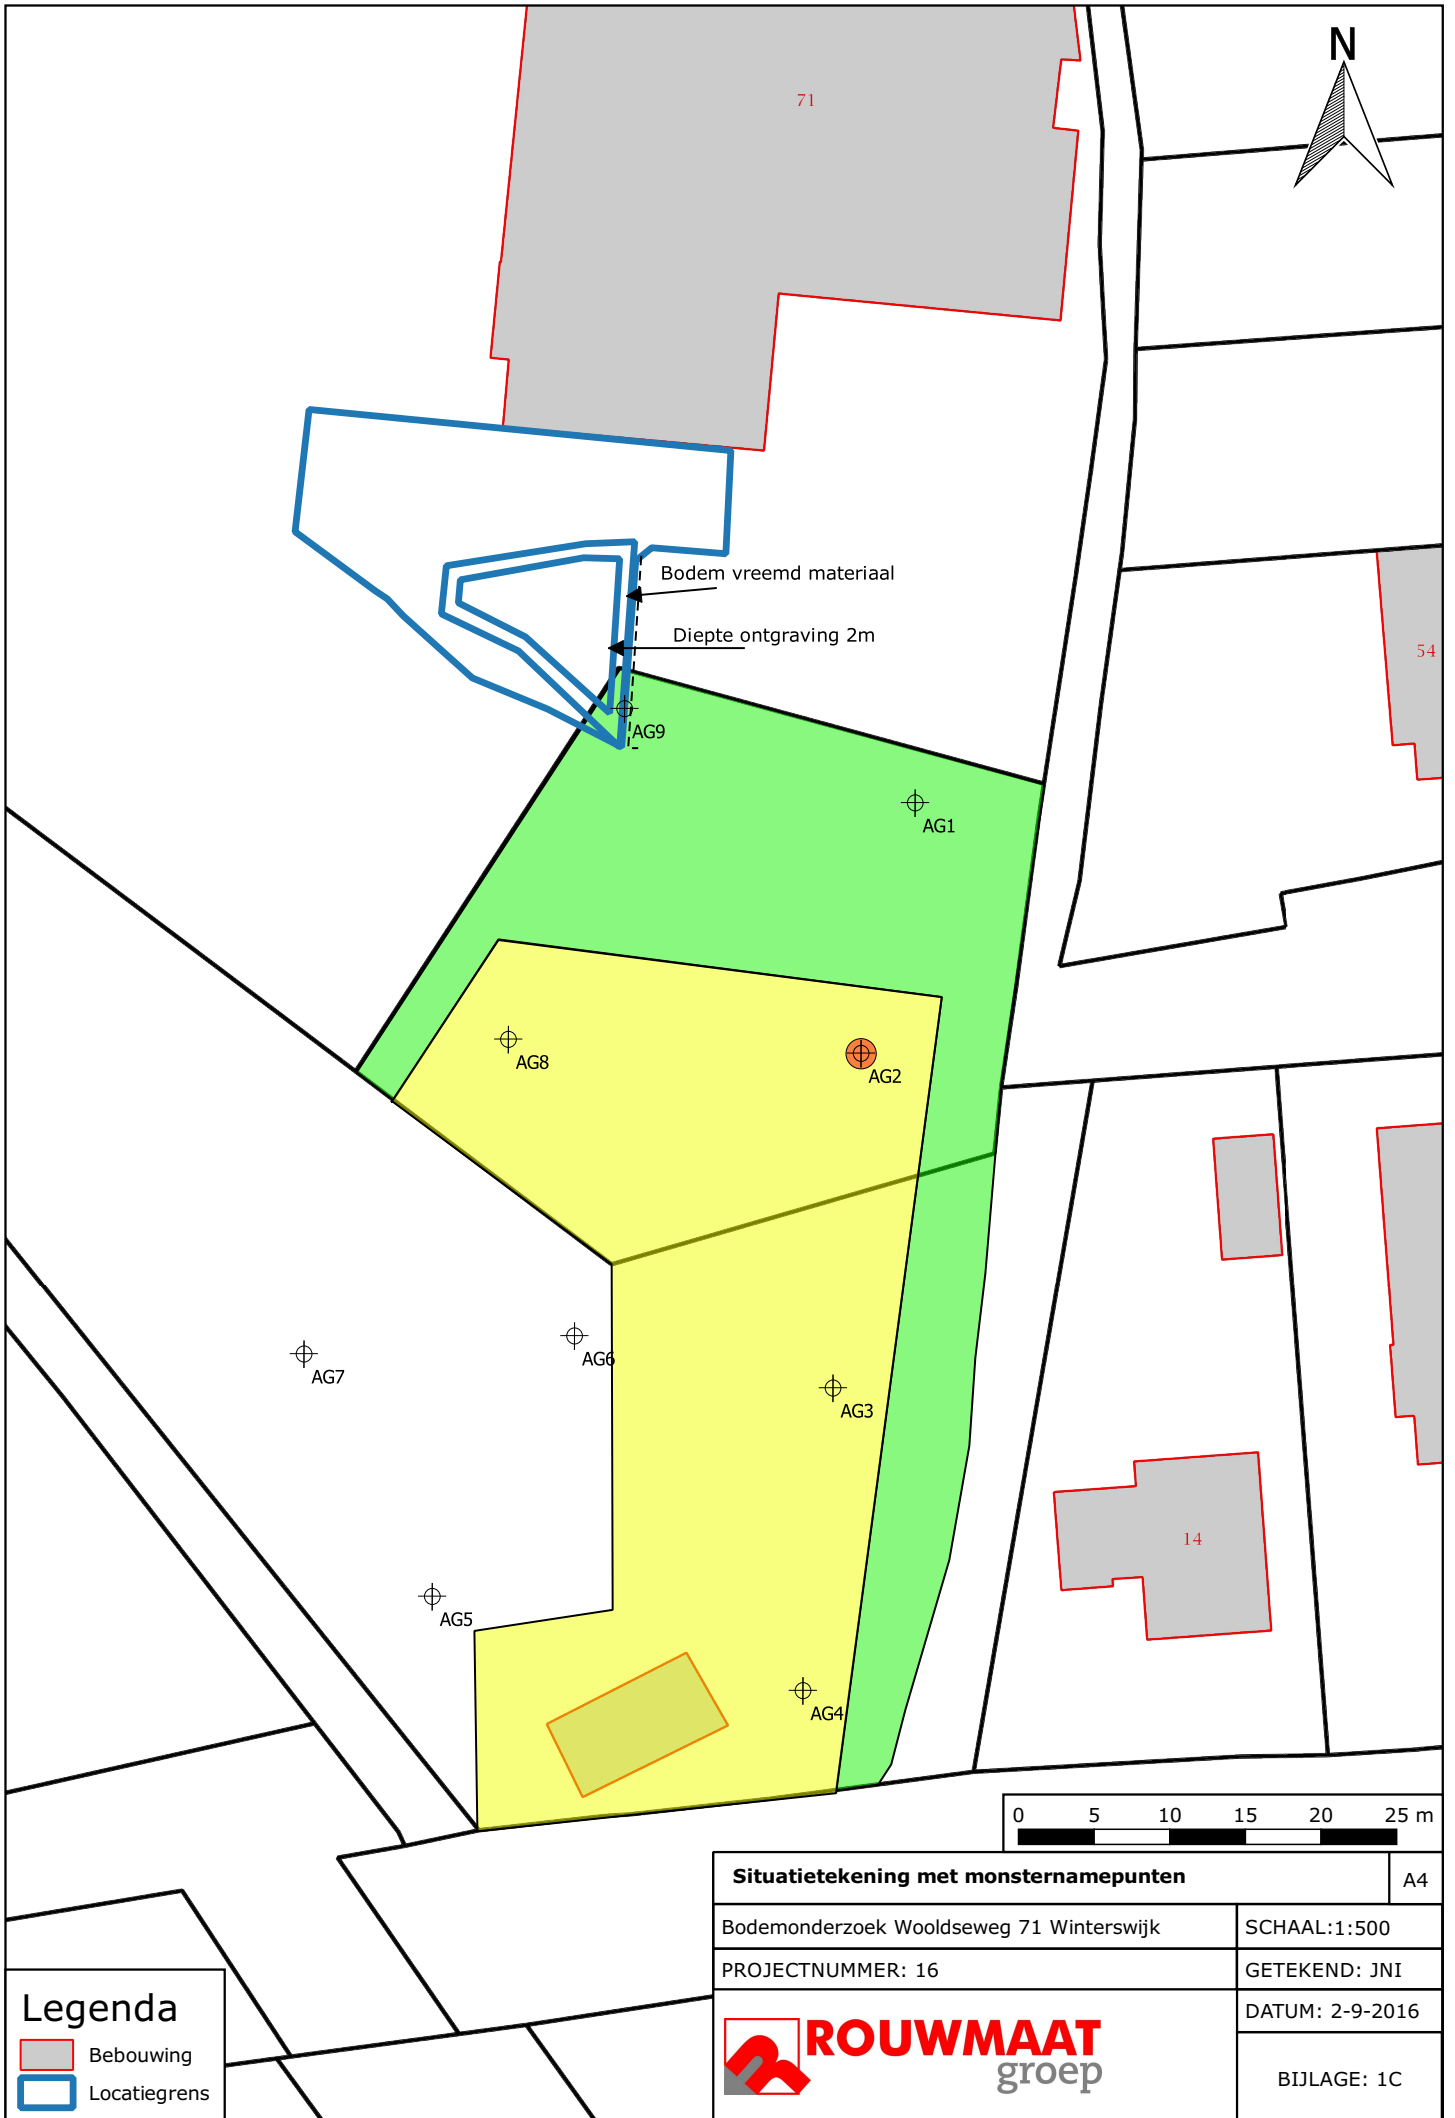 N
71
Bodem vreemd materiaal
Diepte ontgraving 2m
54
AG9
AG1
AG8
AG2
AG6
AG7
AG3
14
AG5
AG4
0 5 10 15 20 25 m
Situatietekening met monsternamepunten
A4
Bodemonderzoek Wooldseweg 71 Winterswijk
SCHAAL:1:500
PROJECTNUMMER: 16
GETEKEND: JNI
DATUM: 2-9-2016
ROUWMAAT
groep
BIJLAGE: 1C
Legenda
Bebouwing
Locatiegrens